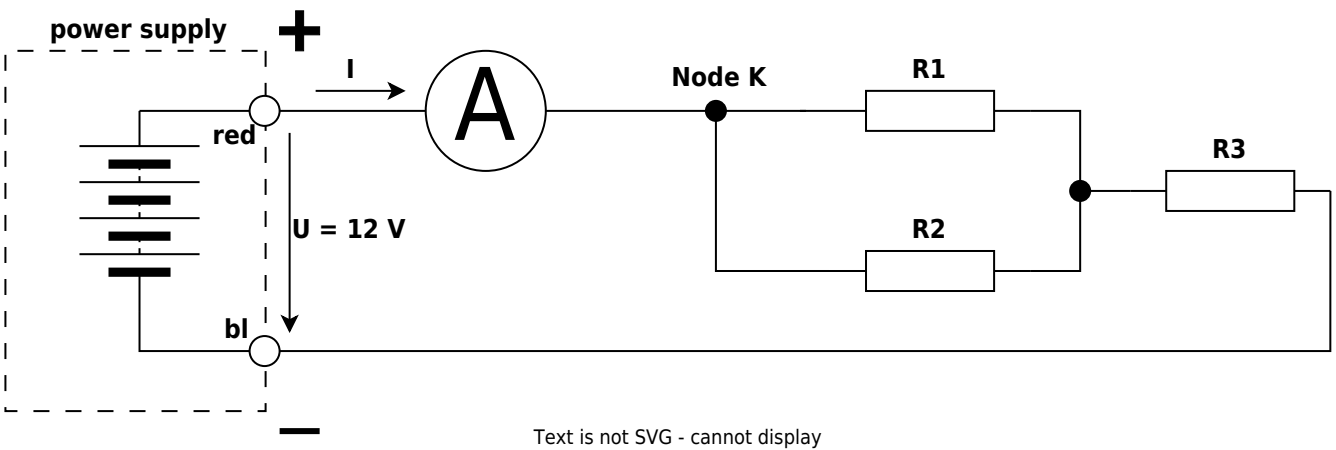 power supply
+
I
A
Node K
R1
red
R3
U = 12 V
R2
bl
−
Text is not SVG - cannot display